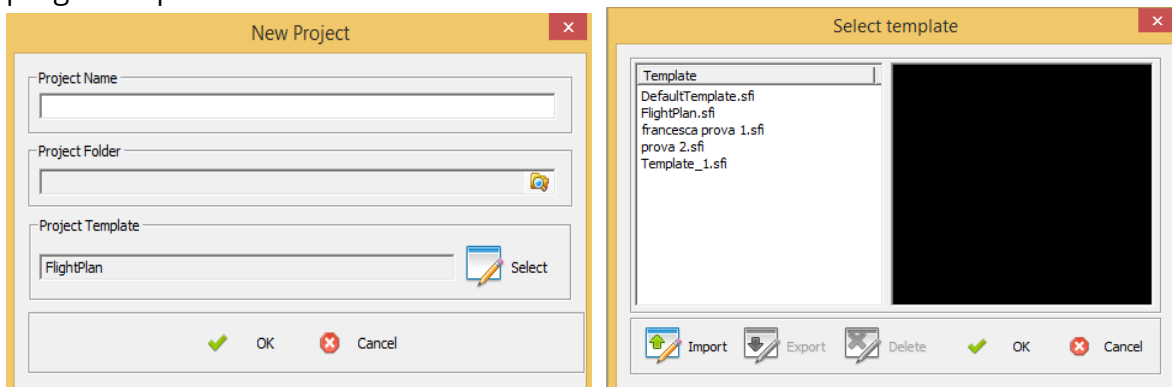 New Project
Project Name
Project Folder
Project Template
FlightPlan
Select
OK Cancel
Select template
Template
DefaultTemplate.sfi
FlightPlan.sfi
francesca prova 1.sfi
prova 2.sfi
Template_1.sfi
Import Export Delete OK Cancel